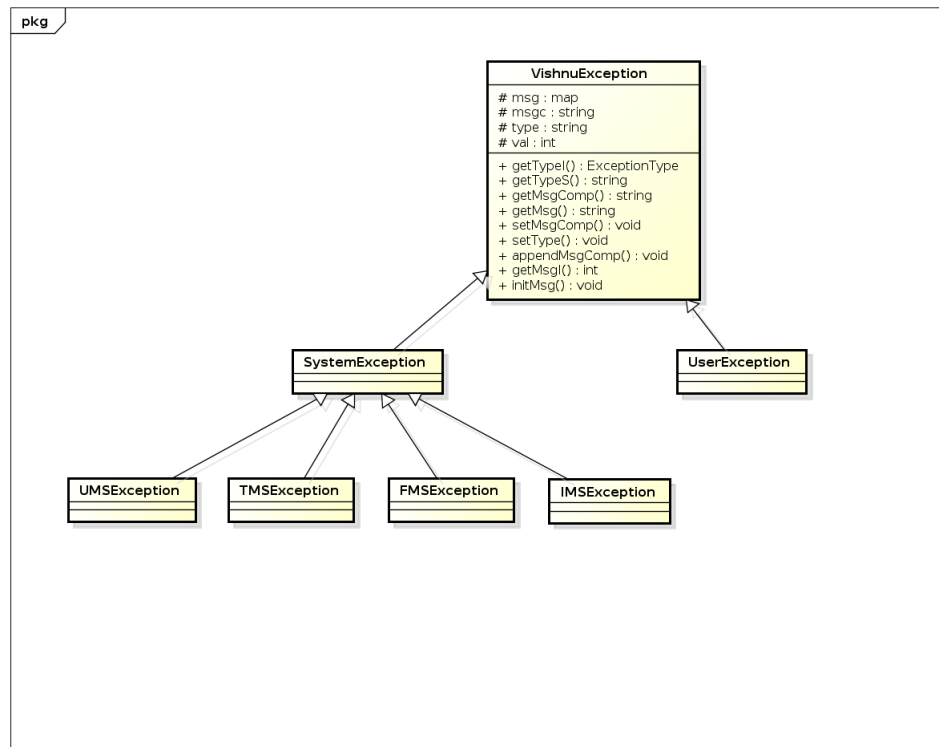 pkg
VishnuException
# msg : map
# msgc : string
# type : string
# val : int
+ getTypeI() : ExceptionType
+ getTypeS() : string
+ getMsgComp() : string
+ getMsg() : string
+ setMsgComp() : void
+ setType() : void
+ appendMsgComp() : void
+ getMsgI() : int
+ initMsg() : void
SystemException
UserException
UMSException
TMSException
FMSException
IMSException